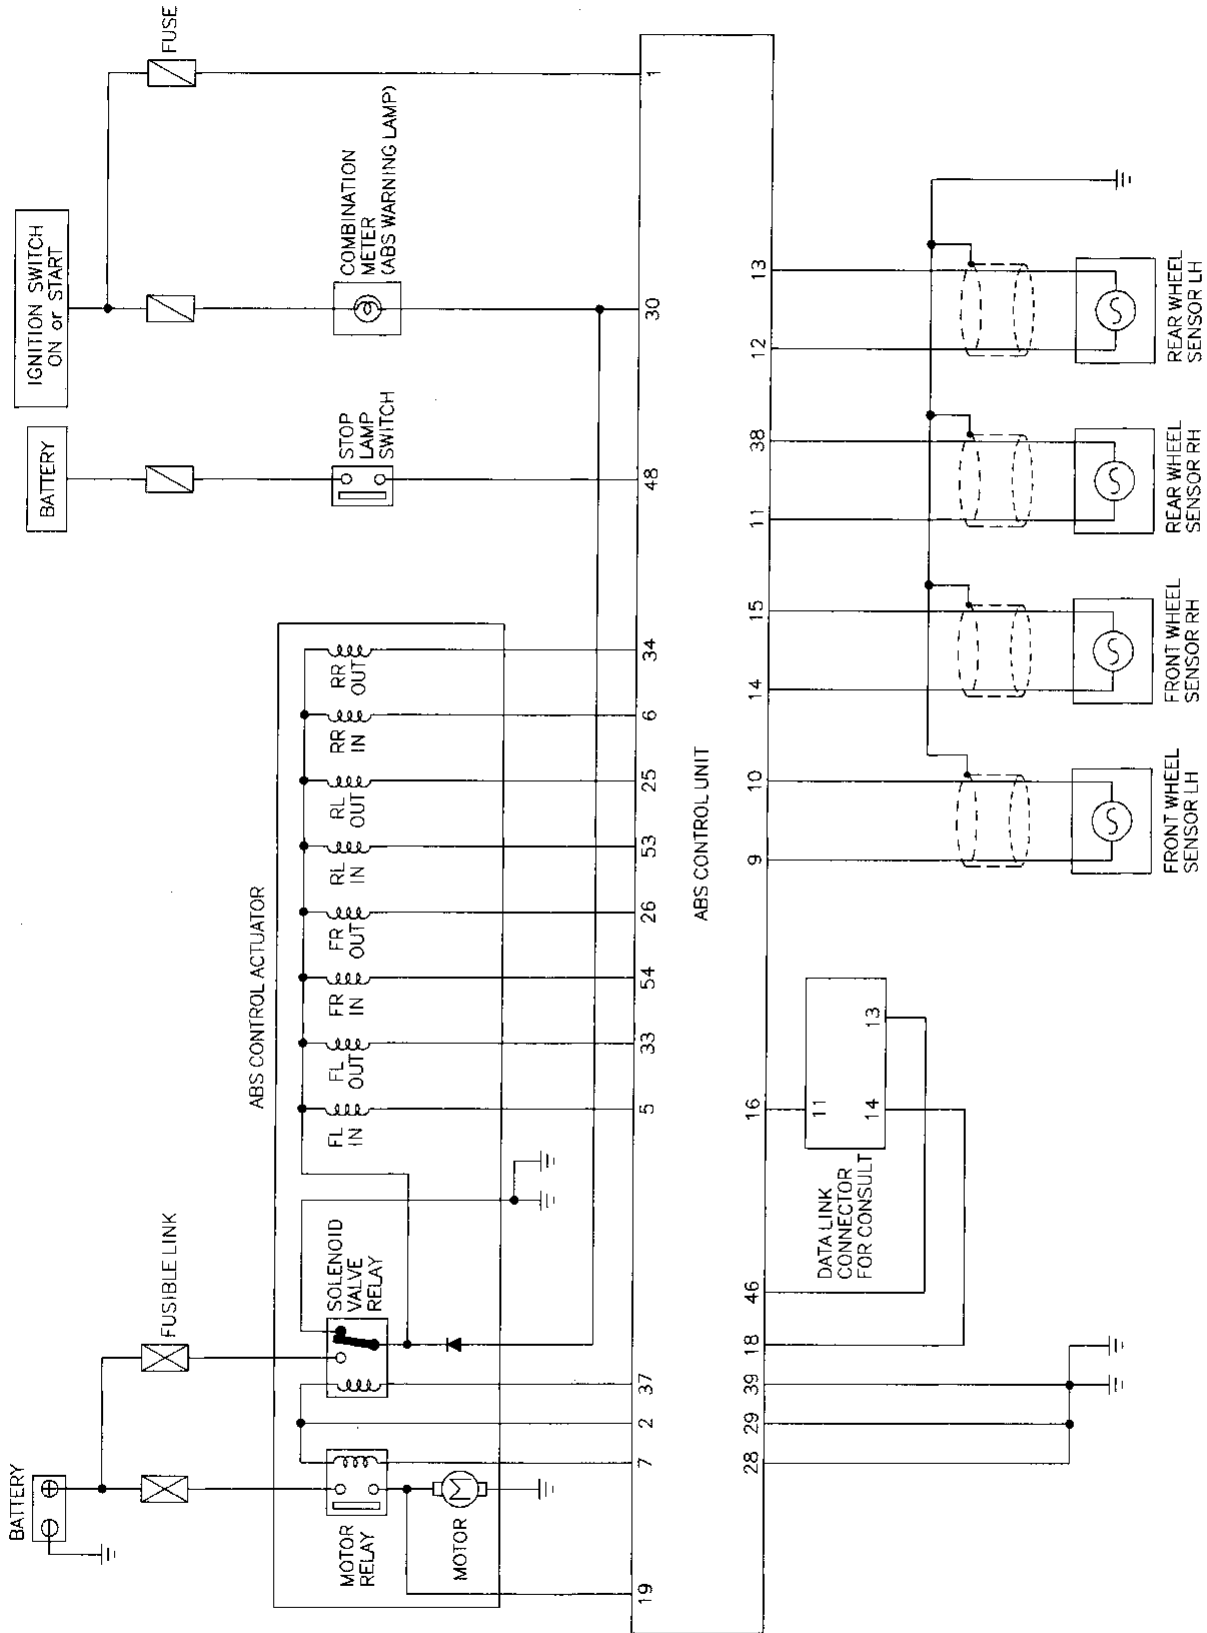 BATTERY
FUSIBLE LINK
BATTERY
IGNITION SWITCH
ON or START
FUSE
ABS CONTROL ACTUATOR
MOTOR
RELAY
MOTOR
SOLENOID
VALVE
RELAY
FL
IN
FL
OUT
FR
IN
FR
OUT
RL
IN
RL
OUT
RR
IN
RR
OUT
STOP
LAMP
SWITCH
COMBINATION
METER
(ABS WARNING LAMP)
M
19 7 2 37 5 33 54 26 53 25 6 34 48 30 1
ABS CONTROL UNIT
28 29 39 18 46 16 9 10 14 15 11 38 12 13
11
14 13
DATA LINK
CONNECTOR
FOR CONSULT
FRONT WHEEL
SENSOR LH
FRONT WHEEL
SENSOR RH
REAR WHEEL
SENSOR RH
REAR WHEEL
SENSOR LH